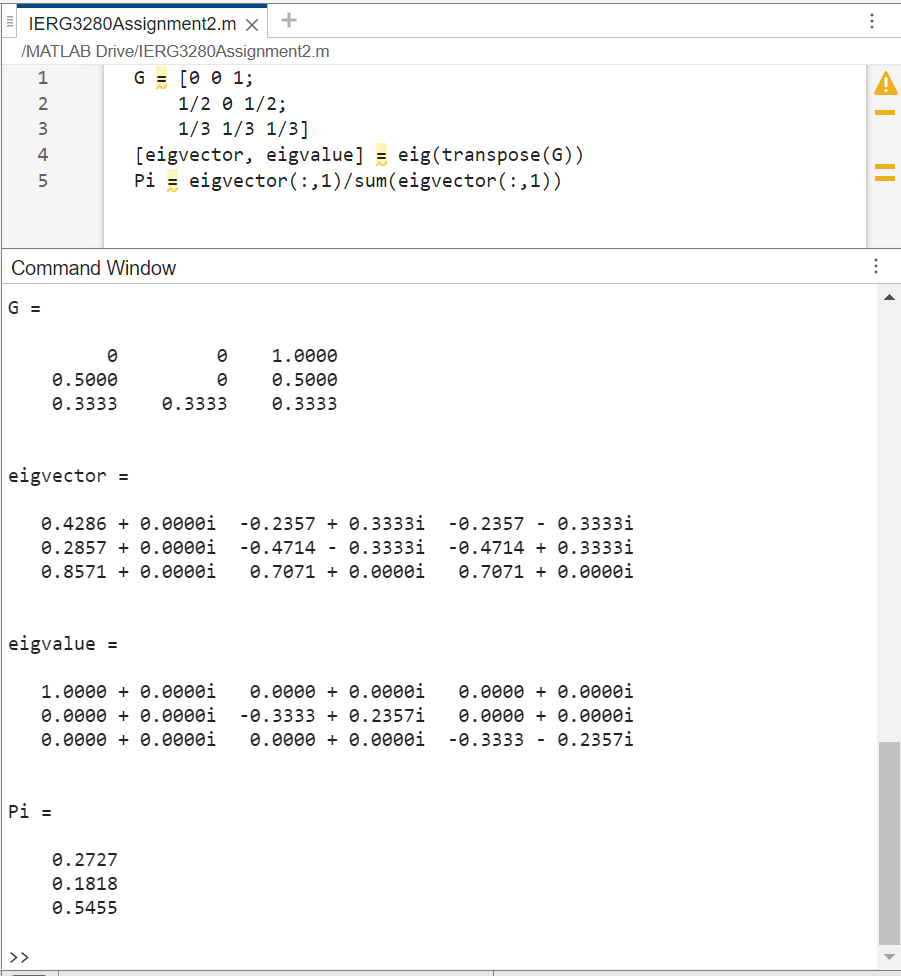 IERG3280Assignment2.m × +
/MATLAB Drive/IERG3280Assignment2.m
1 G = [0 0 1;
2 1/2 0 1/2;
3 1/3 1/3 1/3]
4 [eigvector, eigvalue] = eig(transpose(G))
5 Pi = eigvector(:,1)/sum(eigvector(:,1))
Command Window
G =
0 0 1.0000
0.5000 0 0.5000
0.3333 0.3333 0.3333
eigvector =
0.4286 + 0.0000i -0.2357 + 0.3333i -0.2357 - 0.3333i
0.2857 + 0.0000i -0.4714 - 0.3333i -0.4714 + 0.3333i
0.8571 + 0.0000i 0.7071 + 0.0000i 0.7071 + 0.0000i
eigvalue =
1.0000 + 0.0000i 0.0000 + 0.0000i 0.0000 + 0.0000i
0.0000 + 0.0000i -0.3333 + 0.2357i 0.0000 + 0.0000i
0.0000 + 0.0000i 0.0000 + 0.0000i -0.3333 - 0.2357i
Pi =
0.2727
0.1818
0.5455
>>